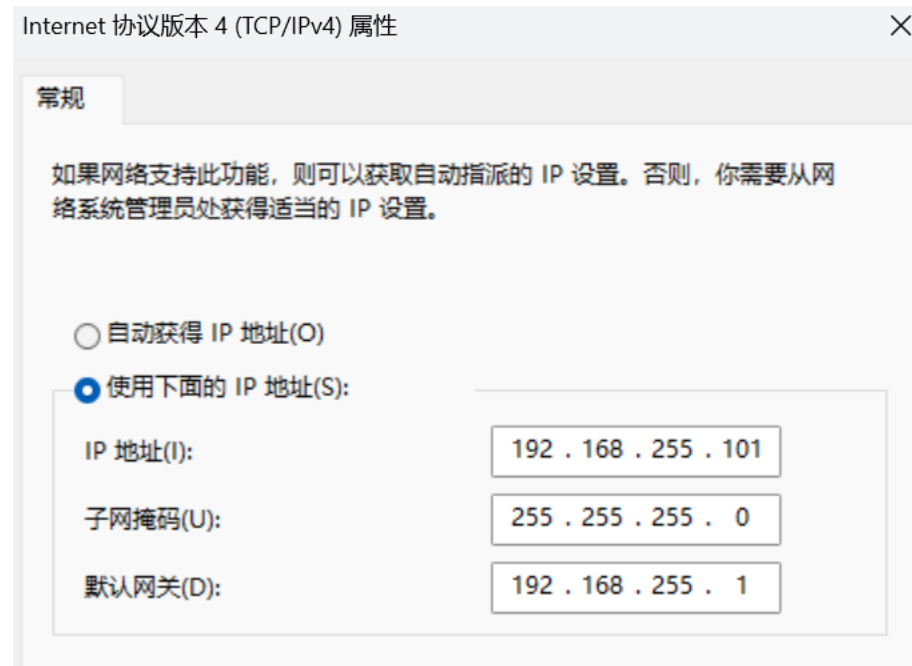 Internet 协议版本 4 (TCP/IPv4) 属性
常规
如果网络支持此功能，则可以获取自动指派的 IP 设置。否则，你需要从网
络系统管理员处获得适当的 IP 设置。
自动获得 IP 地址(O)
使用下面的 IP 地址(S):
IP 地址(I): 192 . 168 . 255 . 101
子网掩码(U): 255 . 255 . 255 . 0
默认网关(D): 192 . 168 . 255 . 1